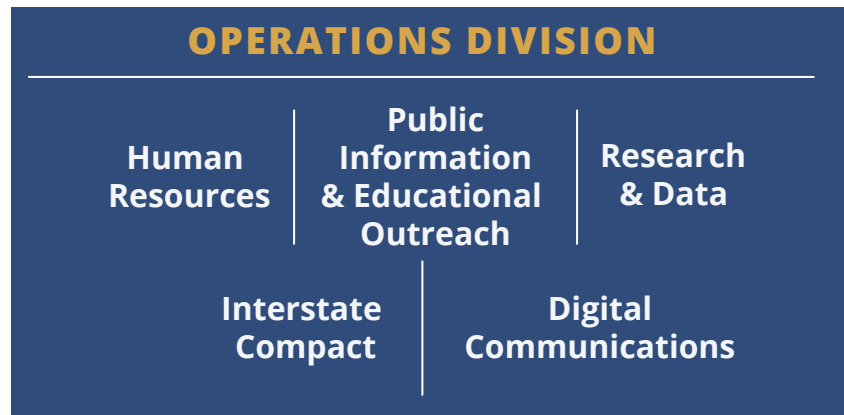 OPERATIONS DIVISION
Human
Resources
Public
Information
& Educational
Outreach
Research
& Data
Interstate
Compact
Digital
Communications